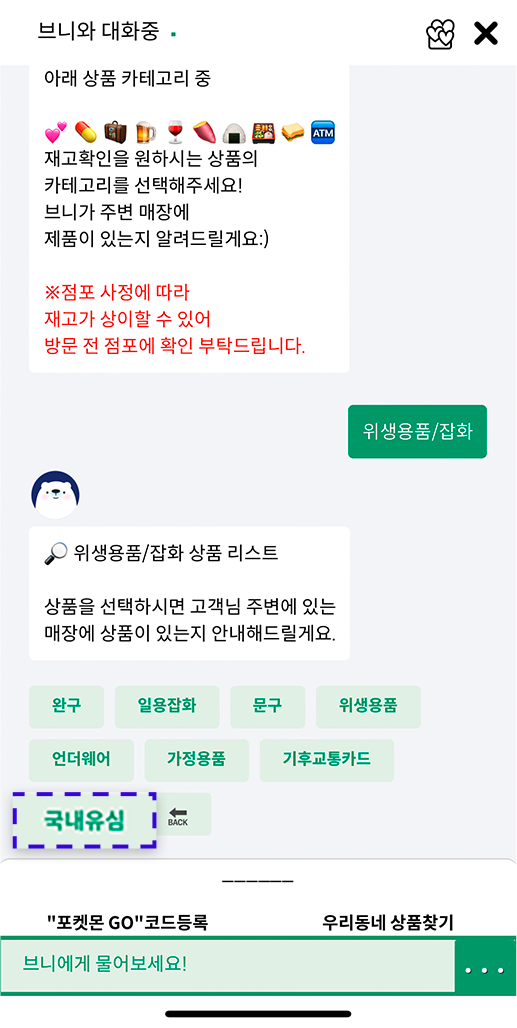 브니와 대화중
아래 상품 카테고리 중
ATM
재고확인을 원하시는 상품의
카테고리를 선택해주세요!
브니가 주변 매장에
제품이 있는지 알려드릴게요:)
※점포 사정에 따라
재고가 상이할 수 있어
방문 전 점포에 확인 부탁드립니다.
위생용품/잡화
위생용품/잡화 상품 리스트
상품을 선택하시면 고객님 주변에 있는
매장에 상품이 있는지 안내해드릴게요.
완구 일용잡화 문구 위생용품
언더웨어 가정용품 기후교통카드
국내유심 BACK
"포켓몬 GO"코드등록 우리동네 상품찾기
브니에게 물어보세요!